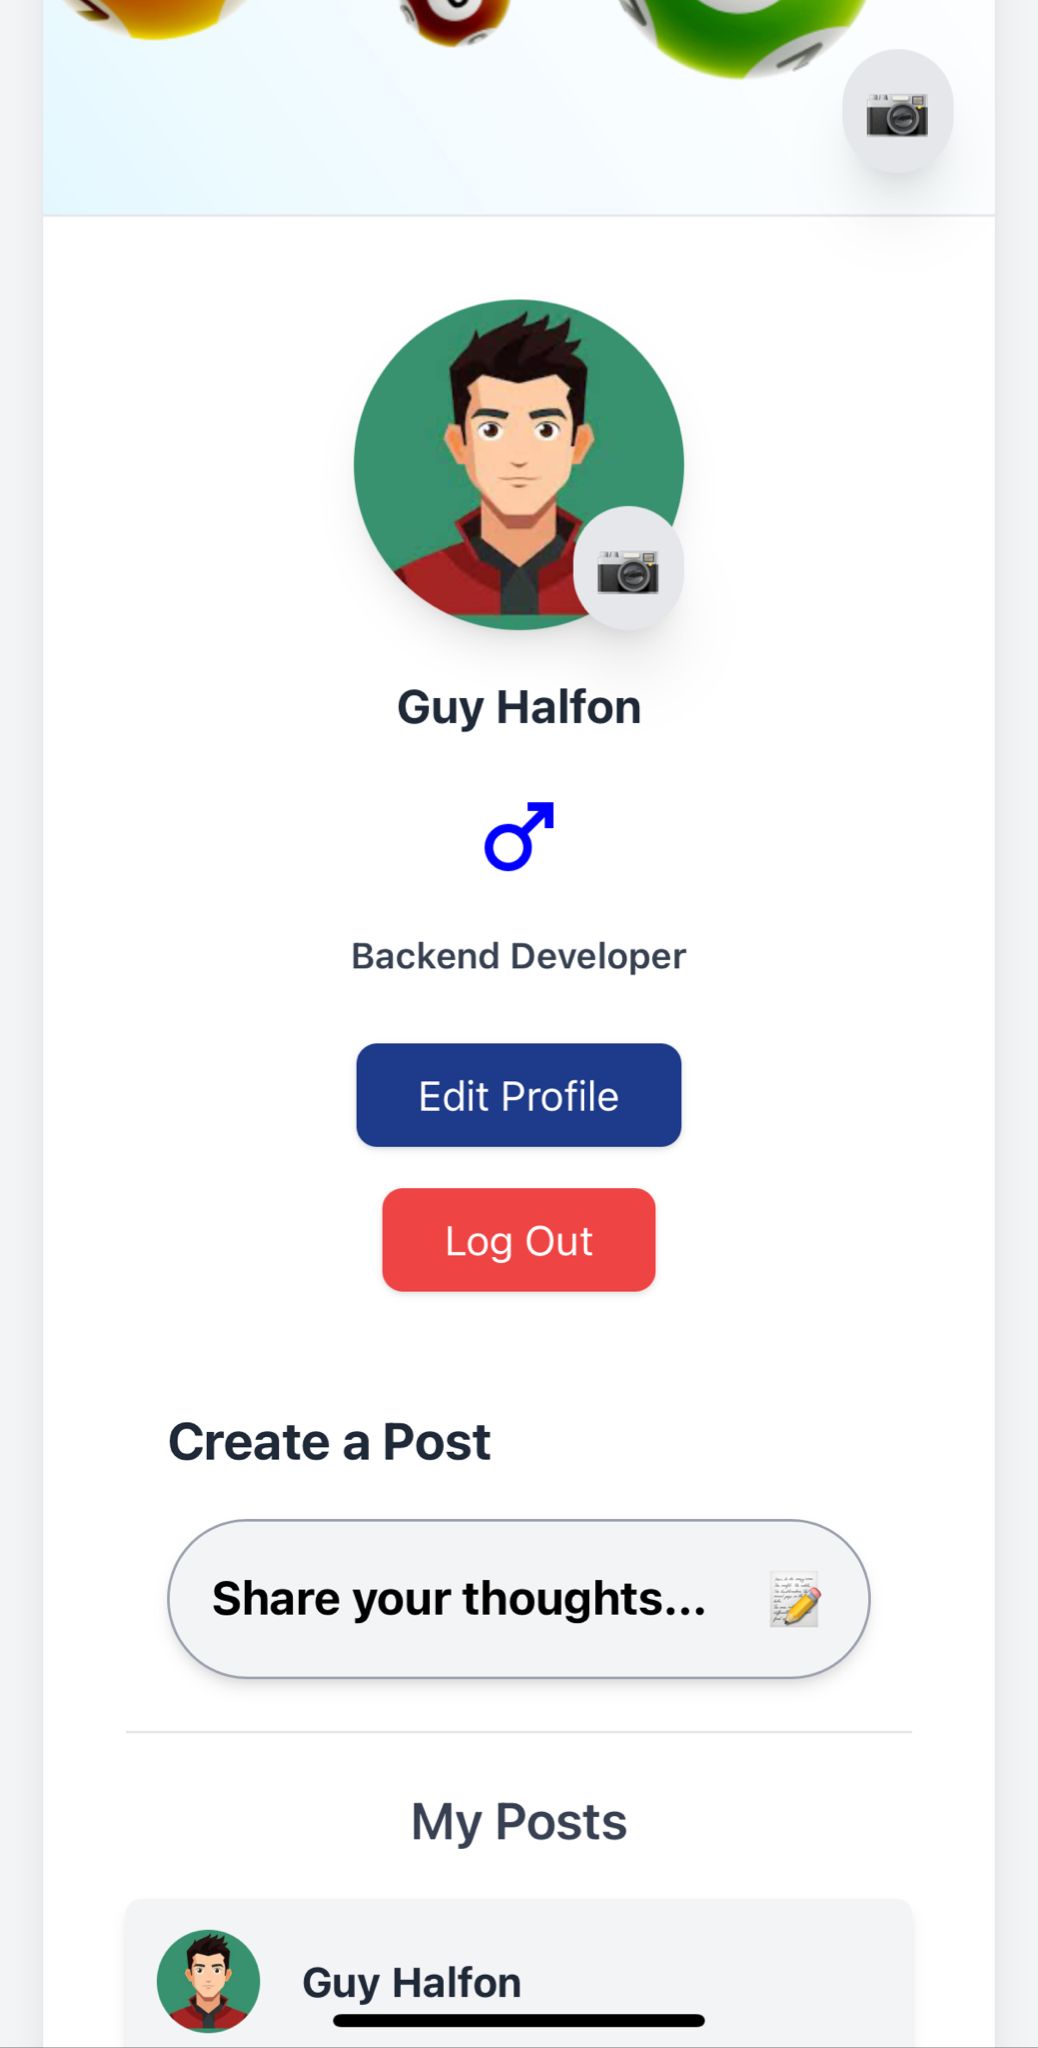 Guy Halfon
Backend Developer
Edit Profile
Log Out
Create a Post
Share your thoughts...
My Posts
Guy Halfon